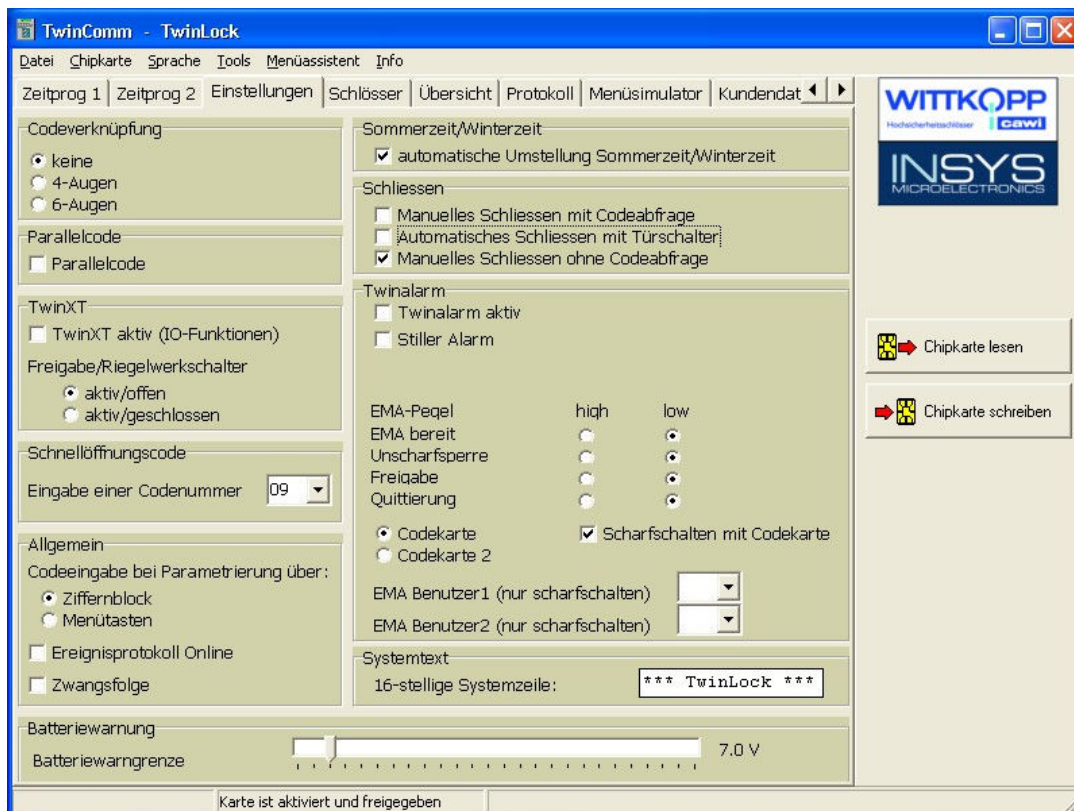 TwinComm - TwinLock
Datei Chipkarte Sprache Tools Menüassistent Info
Zeitprog 1 Zeitprog 2 Einstellungen Schlösser Übersicht Protokoll Menüsimulator Kundendat
Codeverknüpfung
keine
4-Augen
6-Augen
Parallelcode
Parallelcode
TwinXT
TwinXT aktiv (IO-Funktionen)
Freigabe/Riegelwerkschalter
aktiv/offen
aktiv/geschlossen
Schnellöffnungscode
Eingabe einer Codenummer 09
Allgemein
Codeeingabe bei Parametrierung über:
Ziffernblock
Menütasten
Ereignisprotokoll Online
Zwangsfolge
Sommerzeit/Winterzeit
automatische Umstellung Sommerzeit/Winterzeit
Schliessen
Manuelles Schliessen mit Codeabfrage
Automatisches Schliessen mit Türschalter
Manuelles Schliessen ohne Codeabfrage
Twinalarm
Twinalarm aktiv
Stiller Alarm
EMA-Pegel high low
EMA bereit
Unscharfsperre
Freigabe
Quittierung
Codekarte
Codekarte 2
Scharfschalten mit Codekarte
EMA Benutzer1 (nur scharfschalten)
EMA Benutzer2 (nur scharfschalten)
Systemtext
16-stellige Systemzeile: *** TwinLock ***
Batteriewarnung
Batteriewarngrenze 7.0 V
WITTKOPP
Hochsicherheitsschlösser cawi
INSYS
MICROELECTRONICS
Chipkarte lesen
Chipkarte schreiben
Karte ist aktiviert und freigegeben